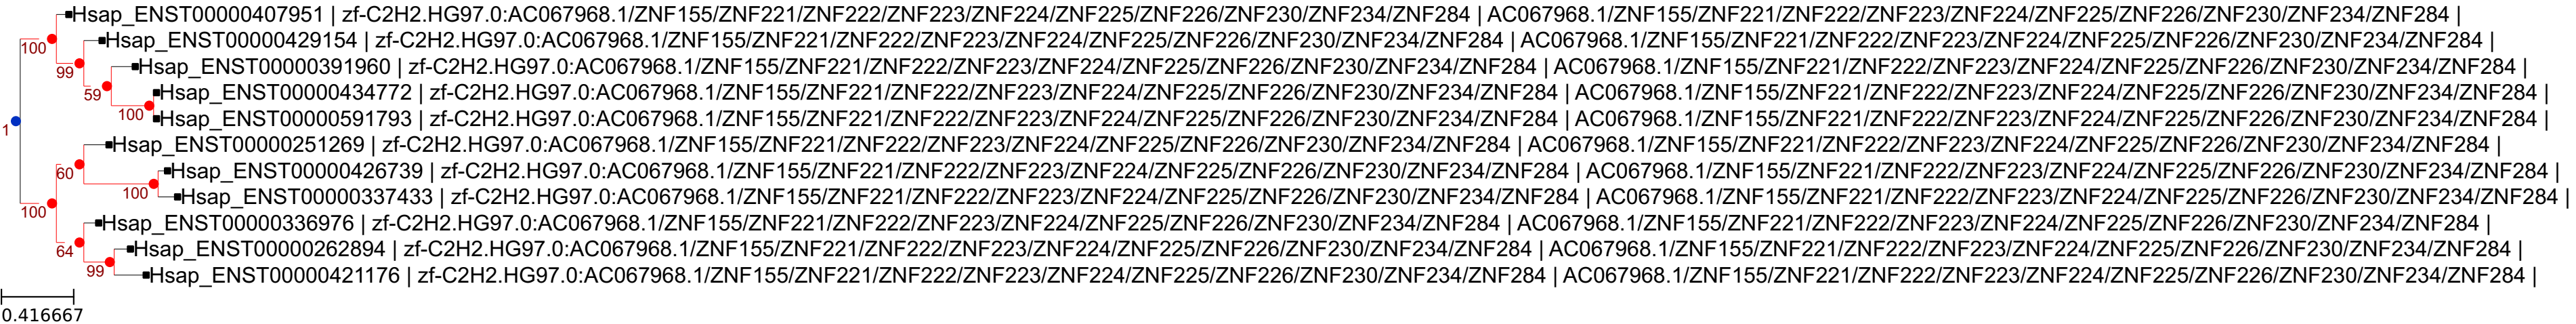 Hsap_ENST00000407951 | zf-C2H2.HG97.0:AC067968.1/ZNF155/ZNF221/ZNF222/ZNF223/ZNF224/ZNF225/ZNF226/ZNF230/ZNF234/ZNF284 | AC067968.1/ZNF155/ZNF221/ZNF222/ZNF223/ZNF224/ZNF225/ZNF226/ZNF230/ZNF234/ZNF284 |
100
Hsap_ENST00000429154 | zf-C2H2.HG97.0:AC067968.1/ZNF155/ZNF221/ZNF222/ZNF223/ZNF224/ZNF225/ZNF226/ZNF230/ZNF234/ZNF284 | AC067968.1/ZNF155/ZNF221/ZNF222/ZNF223/ZNF224/ZNF225/ZNF226/ZNF230/ZNF234/ZNF284 |
99
Hsap_ENST00000391960 | zf-C2H2.HG97.0:AC067968.1/ZNF155/ZNF221/ZNF222/ZNF223/ZNF224/ZNF225/ZNF226/ZNF230/ZNF234/ZNF284 | AC067968.1/ZNF155/ZNF221/ZNF222/ZNF223/ZNF224/ZNF225/ZNF226/ZNF230/ZNF234/ZNF284 |
59
Hsap_ENST00000434772 | zf-C2H2.HG97.0:AC067968.1/ZNF155/ZNF221/ZNF222/ZNF223/ZNF224/ZNF225/ZNF226/ZNF230/ZNF234/ZNF284 | AC067968.1/ZNF155/ZNF221/ZNF222/ZNF223/ZNF224/ZNF225/ZNF226/ZNF230/ZNF234/ZNF284 |
100
Hsap_ENST00000591793 | zf-C2H2.HG97.0:AC067968.1/ZNF155/ZNF221/ZNF222/ZNF223/ZNF224/ZNF225/ZNF226/ZNF230/ZNF234/ZNF284 | AC067968.1/ZNF155/ZNF221/ZNF222/ZNF223/ZNF224/ZNF225/ZNF226/ZNF230/ZNF234/ZNF284 |
1
Hsap_ENST00000251269 | zf-C2H2.HG97.0:AC067968.1/ZNF155/ZNF221/ZNF222/ZNF223/ZNF224/ZNF225/ZNF226/ZNF230/ZNF234/ZNF284 | AC067968.1/ZNF155/ZNF221/ZNF222/ZNF223/ZNF224/ZNF225/ZNF226/ZNF230/ZNF234/ZNF284 |
60
Hsap_ENST00000426739 | zf-C2H2.HG97.0:AC067968.1/ZNF155/ZNF221/ZNF222/ZNF223/ZNF224/ZNF225/ZNF226/ZNF230/ZNF234/ZNF284 | AC067968.1/ZNF155/ZNF221/ZNF222/ZNF223/ZNF224/ZNF225/ZNF226/ZNF230/ZNF234/ZNF284 |
100
Hsap_ENST00000337433 | zf-C2H2.HG97.0:AC067968.1/ZNF155/ZNF221/ZNF222/ZNF223/ZNF224/ZNF225/ZNF226/ZNF230/ZNF234/ZNF284 | AC067968.1/ZNF155/ZNF221/ZNF222/ZNF223/ZNF224/ZNF225/ZNF226/ZNF230/ZNF234/ZNF284 |
100
Hsap_ENST00000336976 | zf-C2H2.HG97.0:AC067968.1/ZNF155/ZNF221/ZNF222/ZNF223/ZNF224/ZNF225/ZNF226/ZNF230/ZNF234/ZNF284 | AC067968.1/ZNF155/ZNF221/ZNF222/ZNF223/ZNF224/ZNF225/ZNF226/ZNF230/ZNF234/ZNF284 |
64
Hsap_ENST00000262894 | zf-C2H2.HG97.0:AC067968.1/ZNF155/ZNF221/ZNF222/ZNF223/ZNF224/ZNF225/ZNF226/ZNF230/ZNF234/ZNF284 | AC067968.1/ZNF155/ZNF221/ZNF222/ZNF223/ZNF224/ZNF225/ZNF226/ZNF230/ZNF234/ZNF284 |
99
Hsap_ENST00000421176 | zf-C2H2.HG97.0:AC067968.1/ZNF155/ZNF221/ZNF222/ZNF223/ZNF224/ZNF225/ZNF226/ZNF230/ZNF234/ZNF284 | AC067968.1/ZNF155/ZNF221/ZNF222/ZNF223/ZNF224/ZNF225/ZNF226/ZNF230/ZNF234/ZNF284 |
0.416667